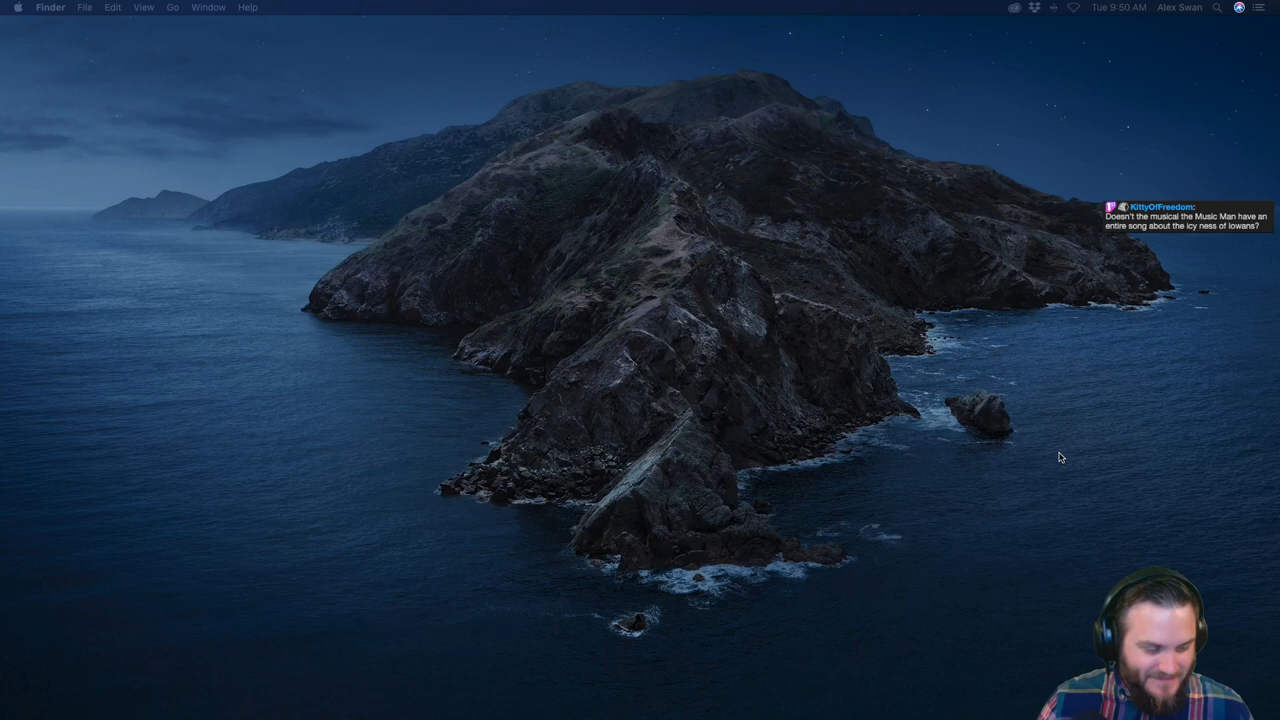 Finder File Edit View Go Window Help Tue 9:50 AM Alex Swan
KittyOfFreedom:
Doesn't the musical the Music Man have an
entire song about the icy ness of Iowans?